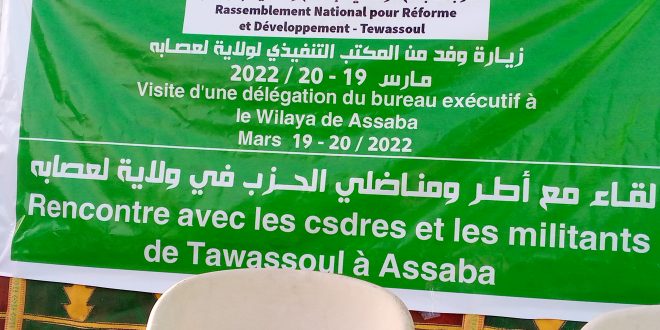 Rassemblement National pour Réforme
et Développement - Tewassoul
زيارة وفد من المكتب التنفيذي لولاية لعصابه
مارس 19 - 20 / 2022
Visite d'une délégation du bureau exécutif à
le Wilaya de Assaba
Mars 19-20 / 2022
لقاء مع أطر ومناضلي الحزب في ولاية لعصابه
Rencontre avec les csdres et les militants
de Tawassoul à Assaba